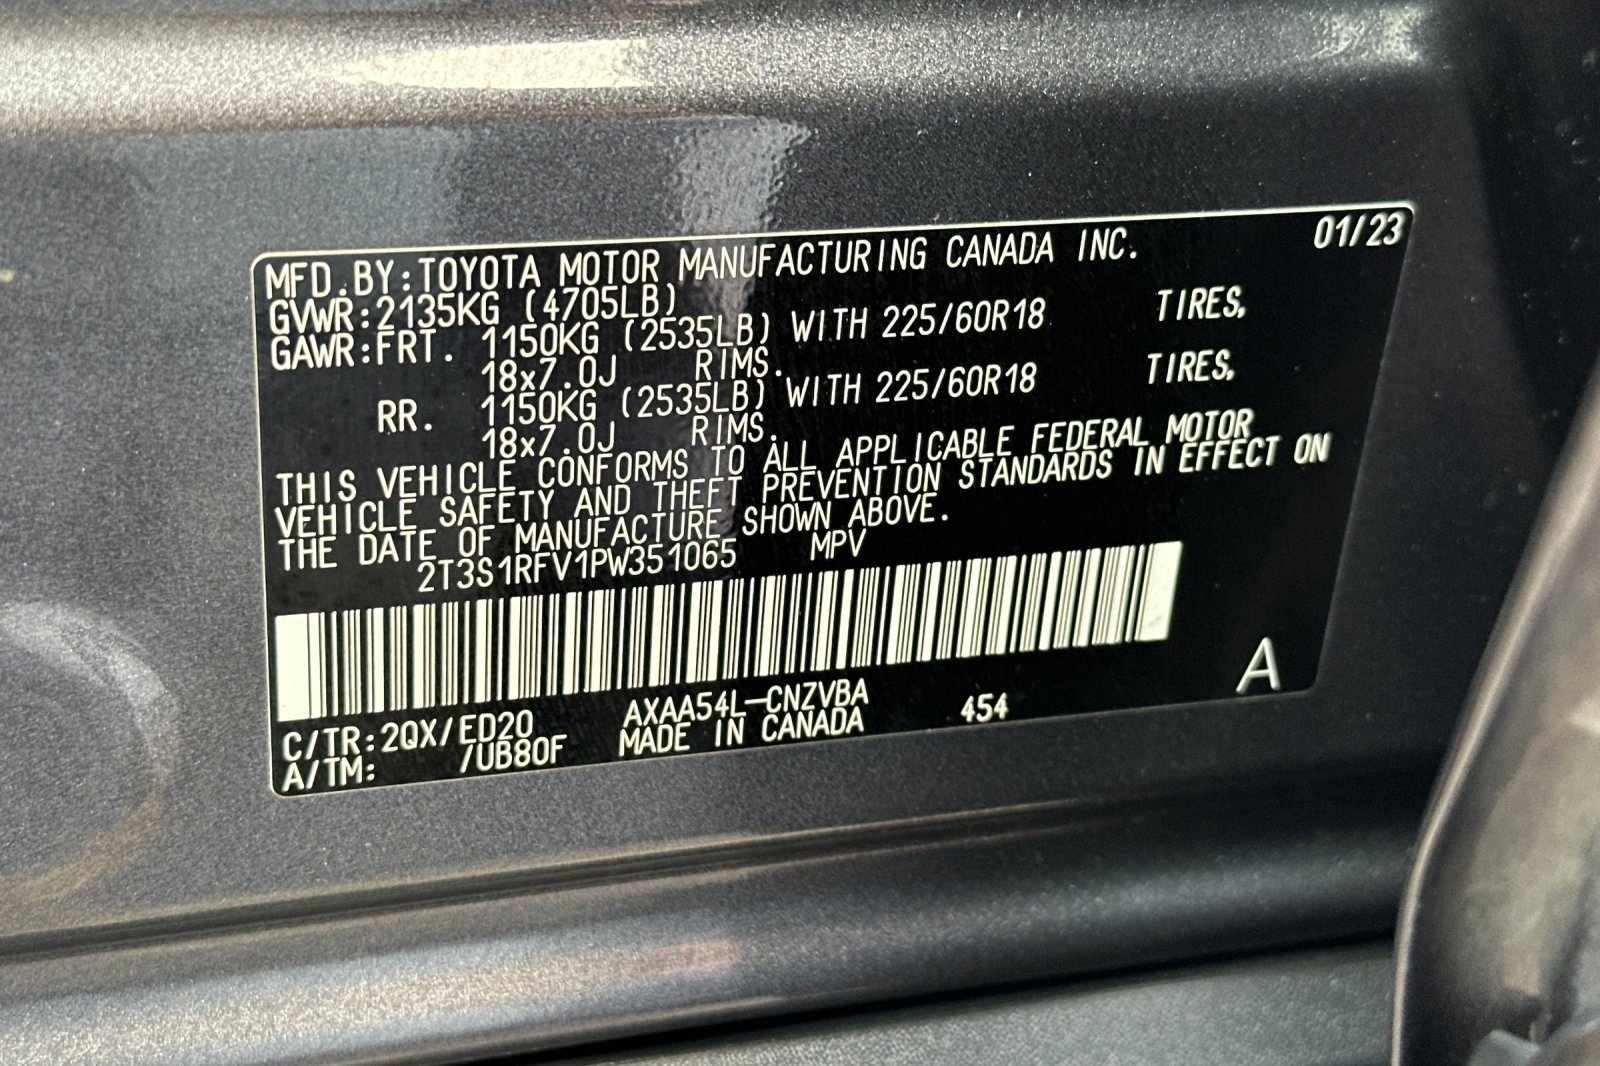 01/23
MFD.BY:TOYOTA MOTOR MANUFACTURING CANADA INC.
GVWR:2135KG (4705LB)
GAWR:FRT. 1150KG (2535LB) WITH 225/60R18 TIRES,
18x7.0J RIMS.
RR. 1150KG (2535LB) WITH 225/60R18 TIRES,
18x7.0J RIMS.
THIS VEHICLE CONFORMS TO ALL APPLICABLE FEDERAL MOTOR
VEHICLE SAFETY AND THEFT PREVENTION STANDARDS IN EFFECT ON
THE DATE OF MANUFACTURE SHOWN ABOVE.
2T3S1RFV1PW351065 MPV
A
C/TR:2QX/ED20 AXAA54L-CNZVBA 454
A/TM: /UB80F MADE IN CANADA